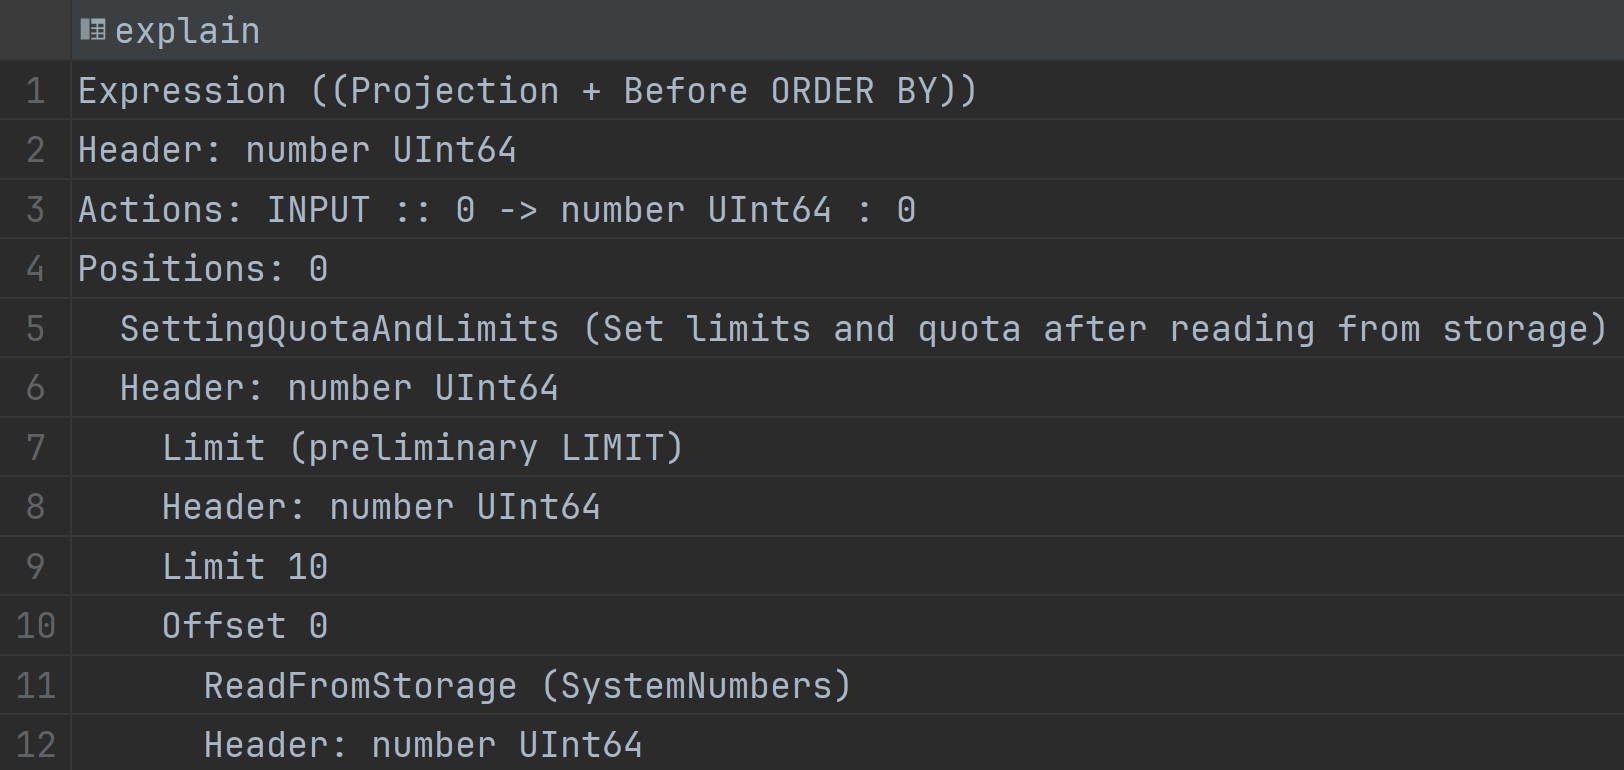 explain
1 Expression ((Projection + Before ORDER BY))
2 Header: number UInt64
3 Actions: INPUT :: 0 -> number UInt64 : 0
4 Positions: 0
5 SettingQuotaAndLimits (Set limits and quota after reading from storage)
6 Header: number UInt64
7 Limit (preliminary LIMIT)
8 Header: number UInt64
9 Limit 10
10 Offset 0
11 ReadFromStorage (SystemNumbers)
12 Header: number UInt64